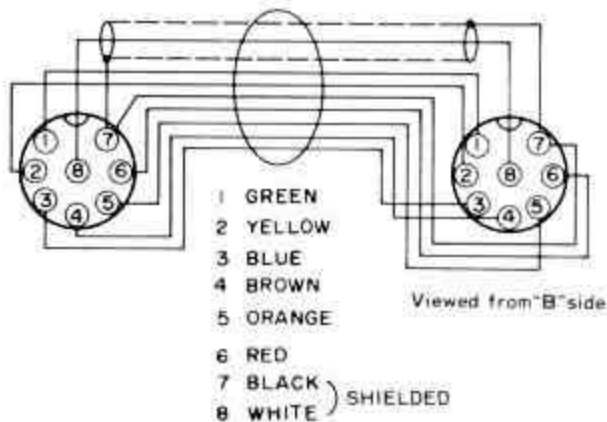 1 7
2 8 6
3 4 5
1 7
2 8 6
3 4 5
1 GREEN
2 YELLOW
3 BLUE
4 BROWN
5 ORANGE
6 RED
7 BLACK
8 WHITE
) SHIELDED
Viewed from "B" side